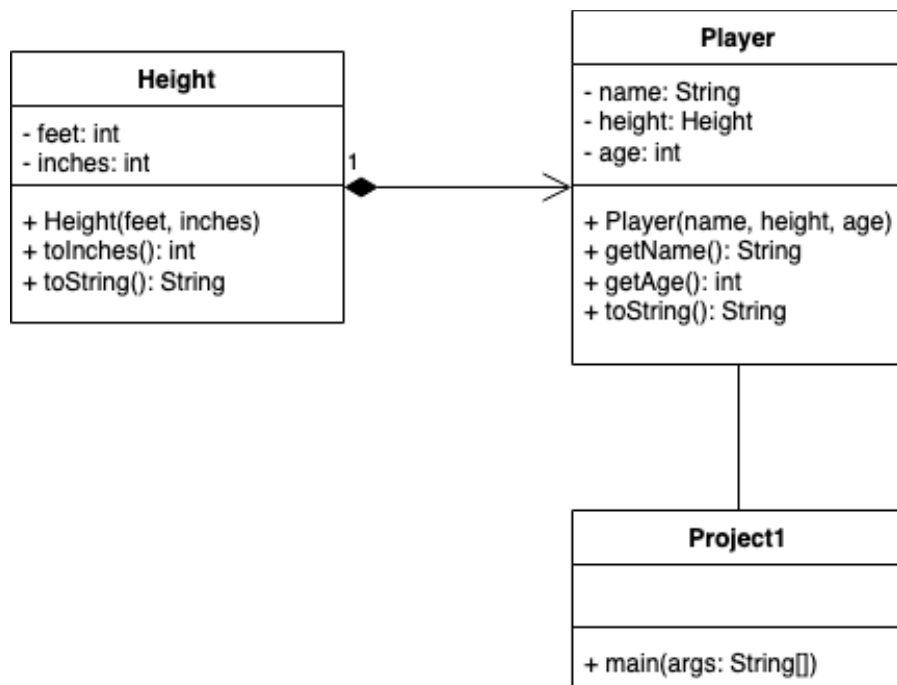 Height
- feet: int
- inches: int
+ Height(feet, inches)
+ toInches(): int
+ toString(): String
1
Player
- name: String
- height: Height
- age: int
+ Player(name, height, age)
+ getName(): String
+ getAge(): int
+ toString(): String
Project1
+ main(args: String[])